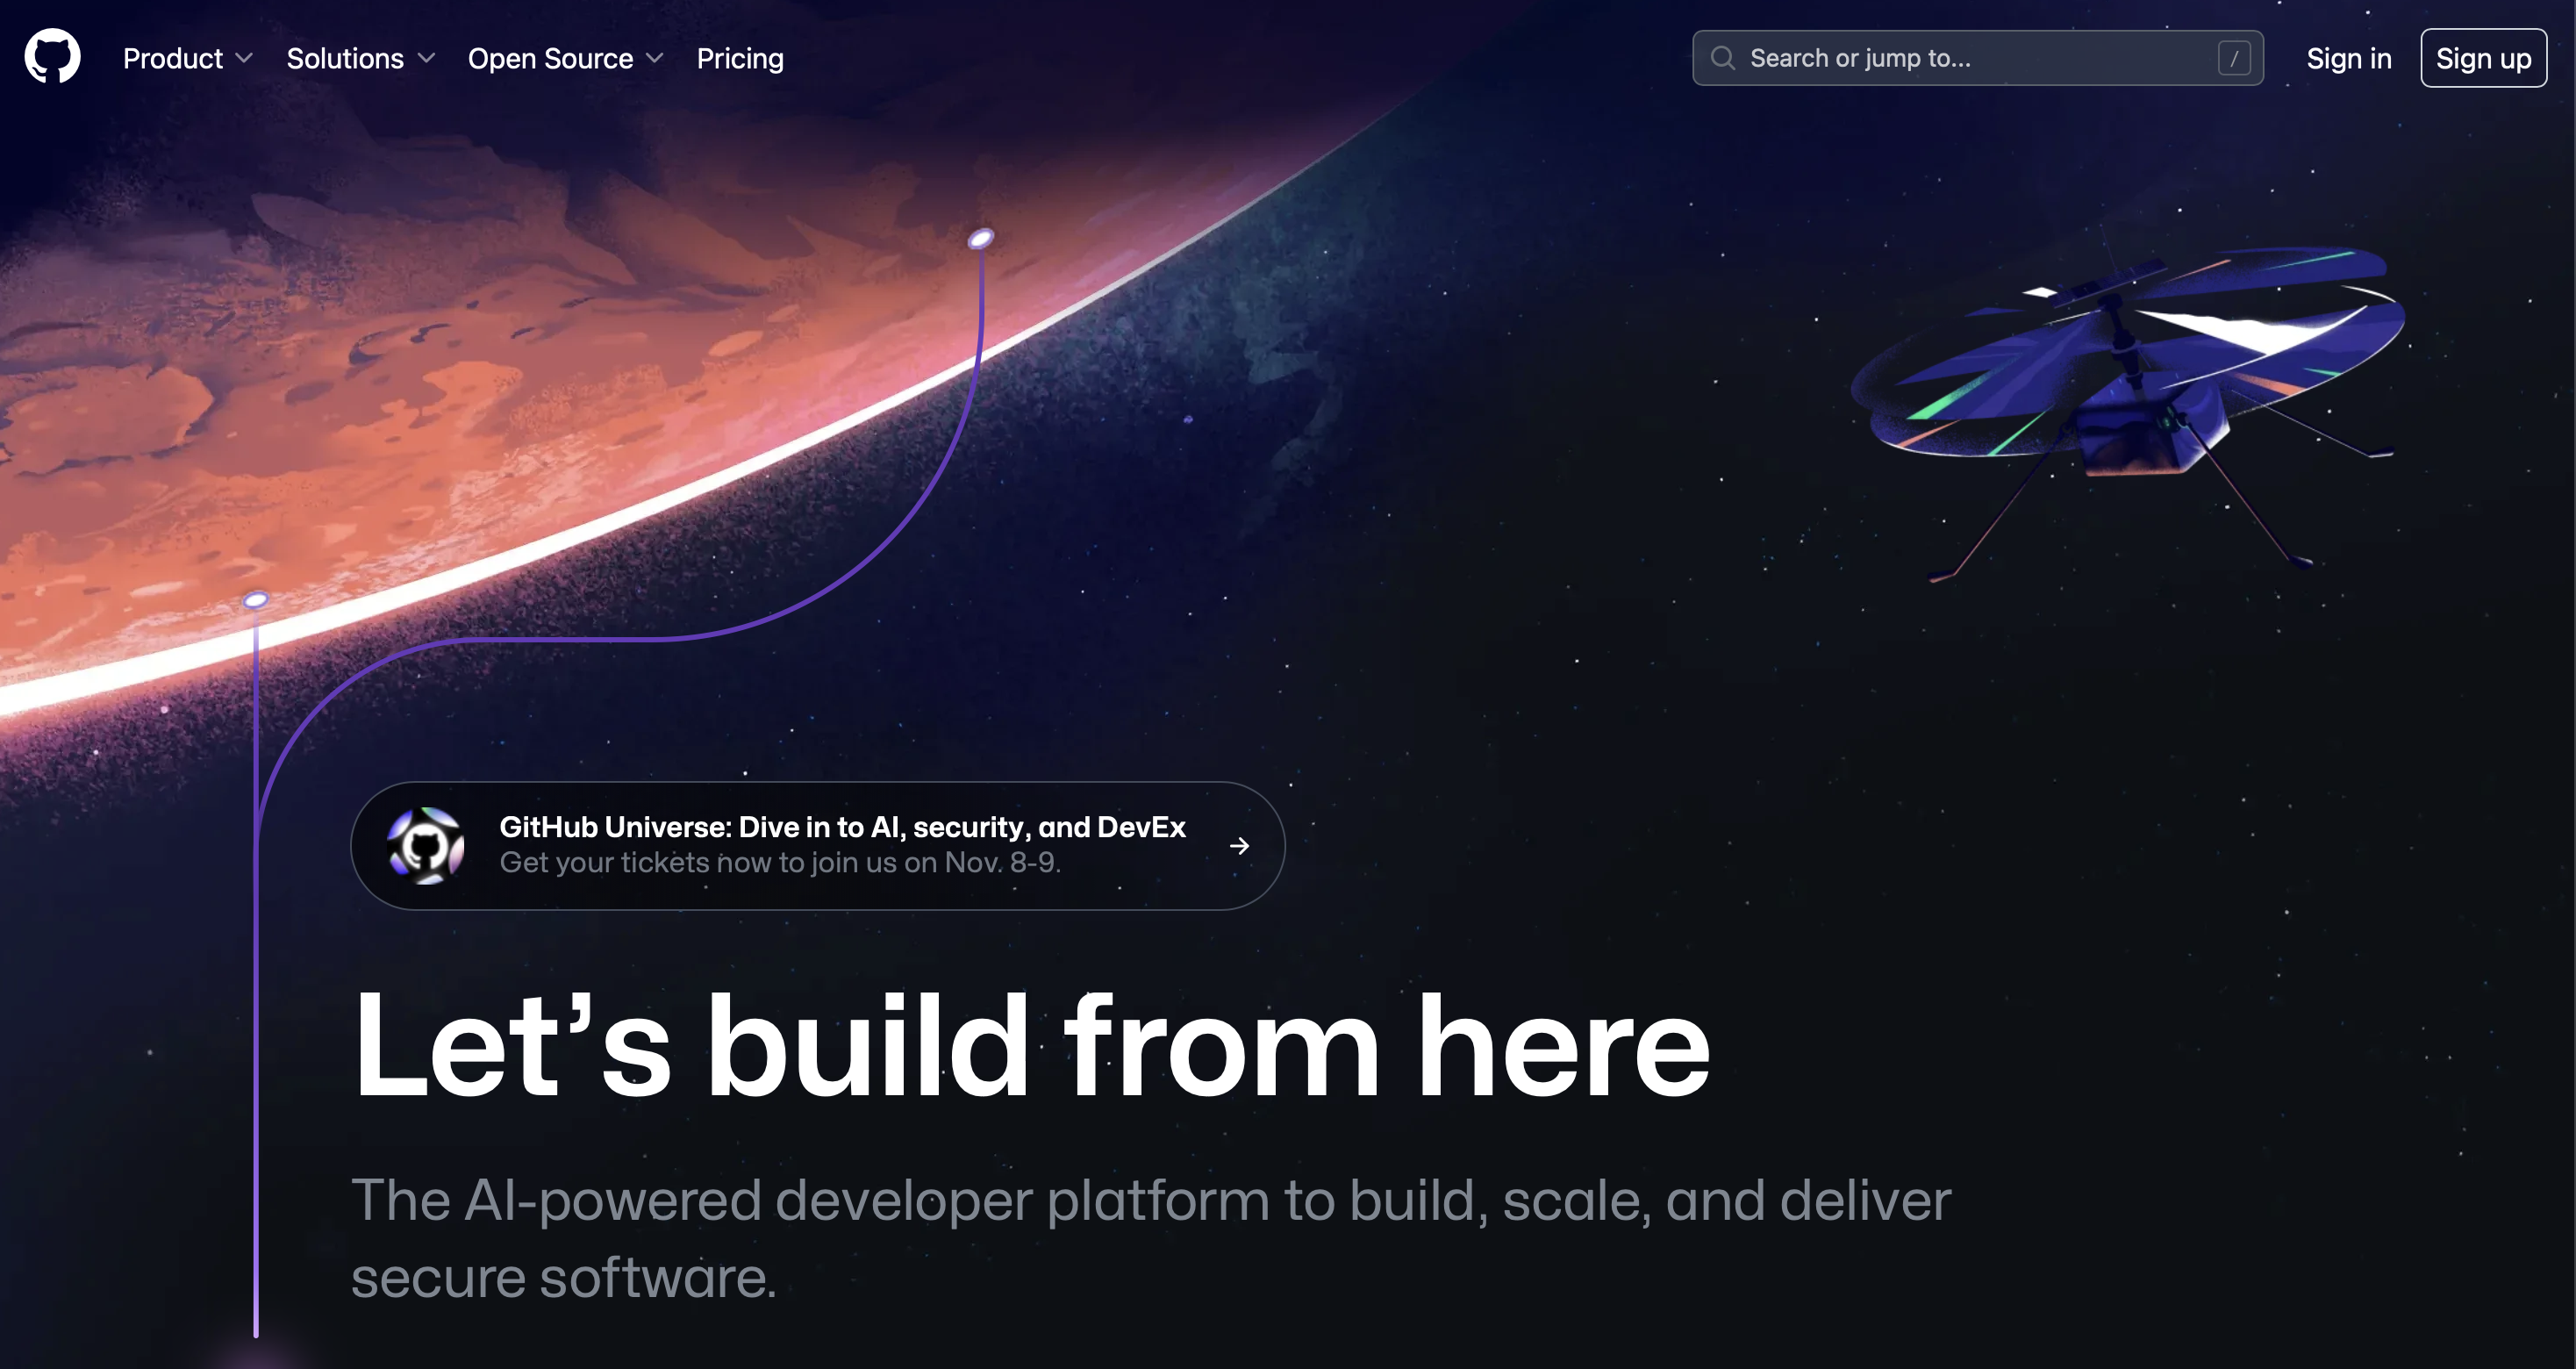 Product
Solutions
Open Source
Pricing
Search or jump to...
/
Sign in
Sign up
GitHub Universe: Dive in to AI, security, and DevEx
Get your tickets now to join us on Nov. 8-9.
Let’s build from here
The AI-powered developer platform to build, scale, and deliver
secure software.